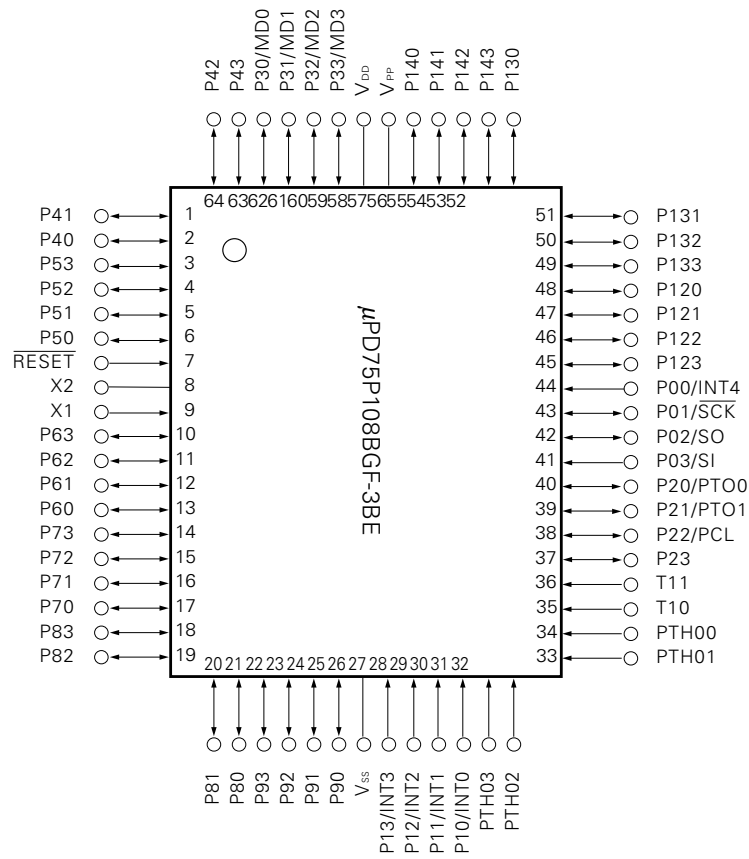 P42
P43
P30/MD0
P31/MD1
P32/MD2
P33/MD3
VDD
VPP
P140
P141
P142
P143
P130
64 63 62 61 60 59 58 57 56 55 54 53 52
P41 1
P40 2
P53 3
P52 4
P51 5
P50 6
RESET 7
X2 8
X1 9
P63 10
P62 11
P61 12
P60 13
P73 14
P72 15
P71 16
P70 17
P83 18
P82 19
μPD75P108BGF-3BE
51 P131
50 P132
49 P133
48 P120
47 P121
46 P122
45 P123
44 P00/INT4
43 P01/SCK
42 P02/SO
41 P03/SI
40 P20/PTO0
39 P21/PTO1
38 P22/PCL
37 P23
36 T11
35 T10
34 PTH00
33 PTH01
20 21 22 23 24 25 26 27 28 29 30 31 32
P81
P80
P93
P92
P91
P90
VSS
P13/INT3
P12/INT2
P11/INT1
P10/INT0
PTH03
PTH02